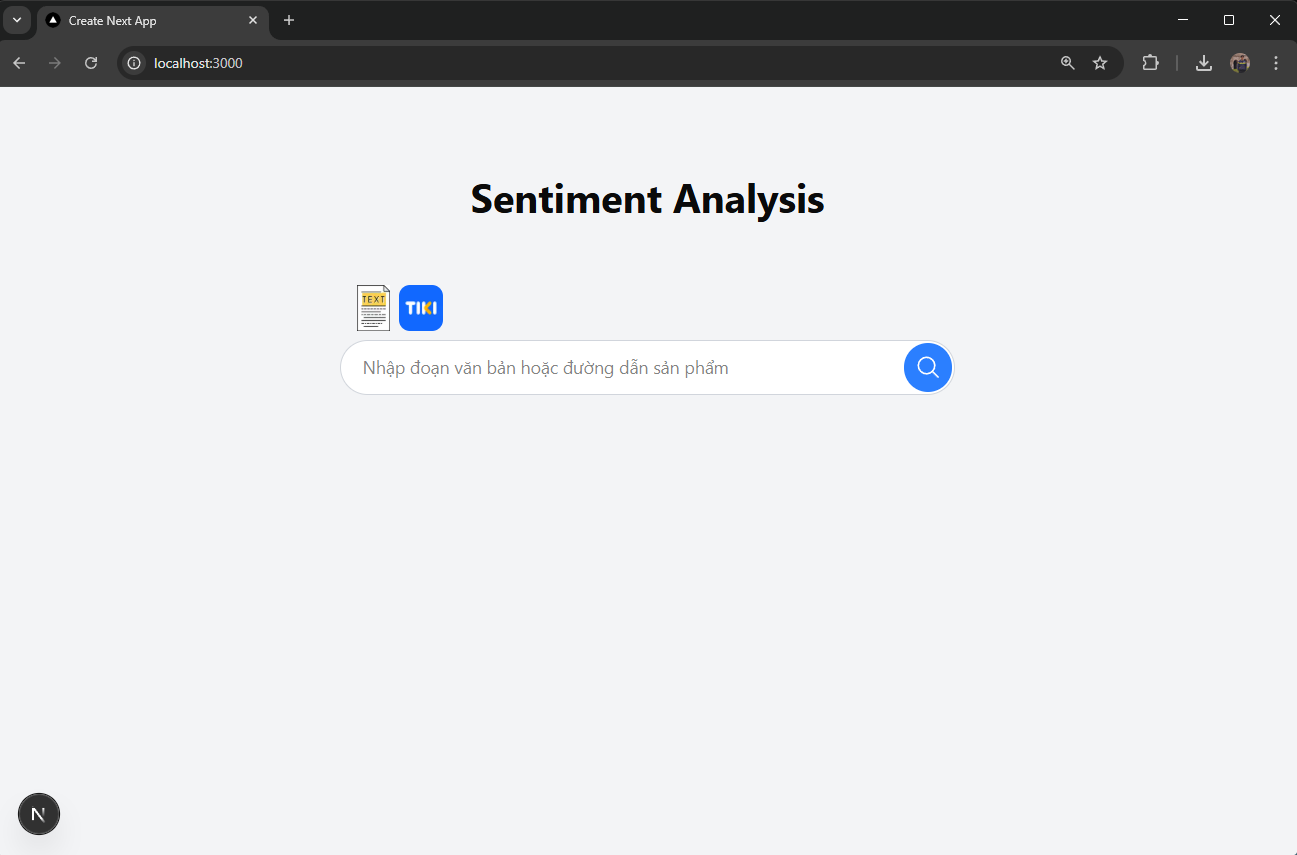 Create Next App
localhost:3000
Sentiment Analysis
TEXT
TIKI
Nhập đoạn văn bản hoặc đường dẫn sản phẩm
N